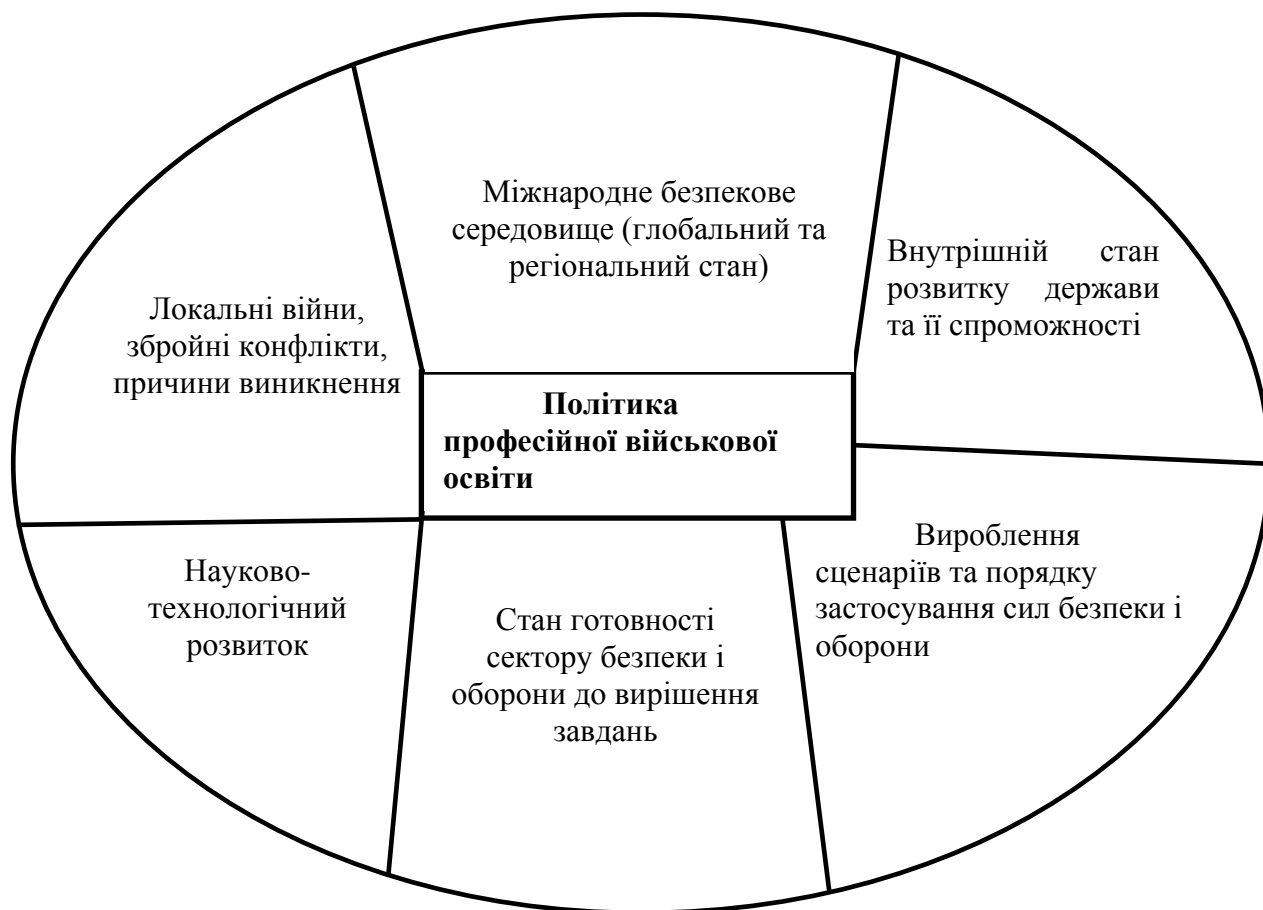 Міжнародне безпекове
середовище (глобальний та
регіональний стан)
Внутрішній стан
розвитку держави
та її спроможності
Локальні війни,
збройні конфлікти,
причини виникнення
Політика
професійної військової
освіти
Вироблення
сценаріїв та порядку
застосування сил безпеки і
оборони
Науково-
технологічний
розвиток
Стан готовності
сектору безпеки і
оборони до вирішення
завдань